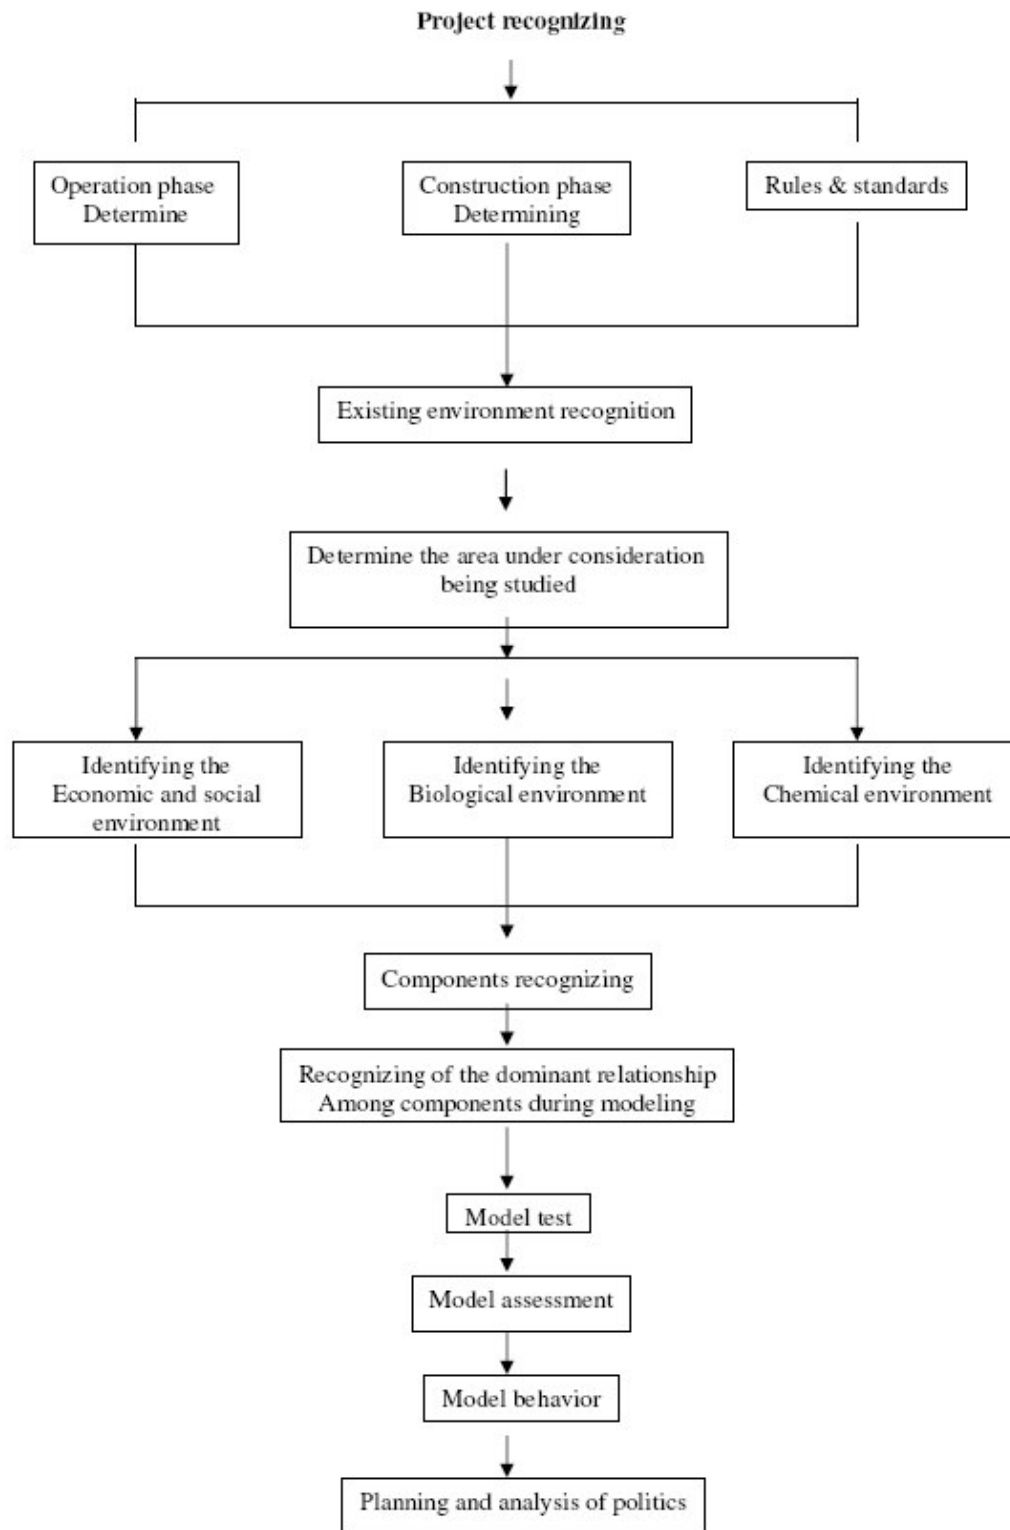 Project recognizing
Operation phase
Determine
Construction phase
Determining
Rules & standards
Existing environment recognition
Determine the area under consideration
being studied
Identifying the
Economic and social
environment
Identifying the
Biological environment
Identifying the
Chemical environment
Components recognizing
Recognizing of the dominant relationship
Among components during modeling
Model test
Model assessment
Model behavior
Planning and analysis of politics